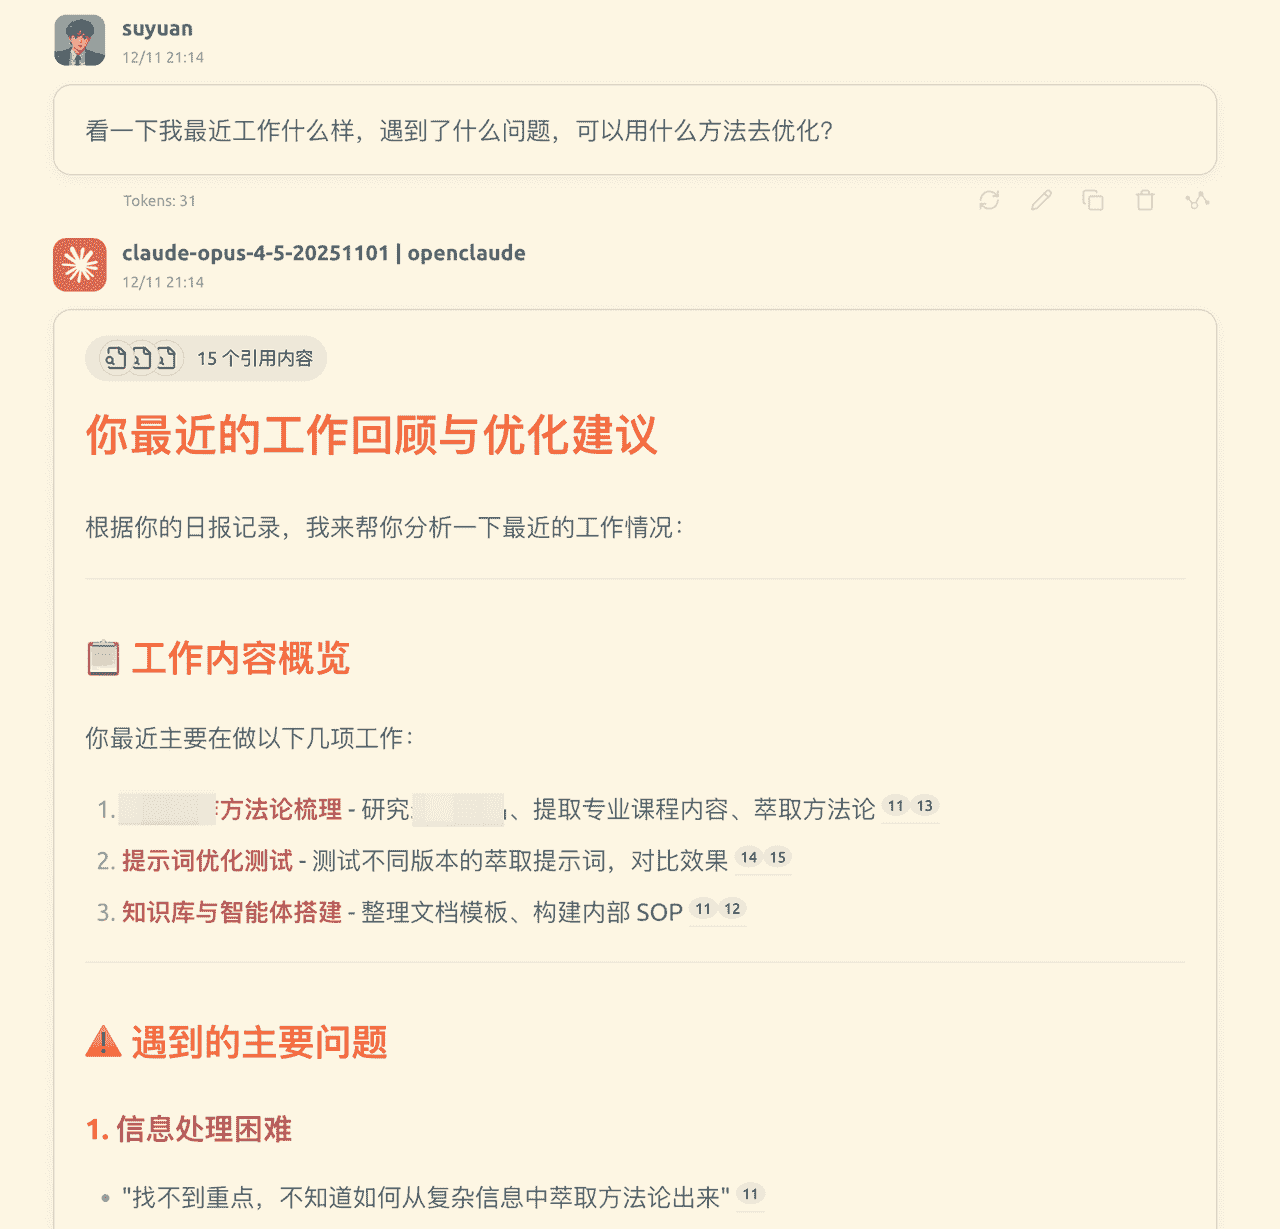 suyuan
12/11 21:14
看一下我最近工作什么样，遇到了什么问题，可以用什么方法去优化？
Tokens: 31
claude-opus-4-5-20251101 | openclaude
12/11 21:14
15 个引用内容
你最近的工作回顾与优化建议
根据你的日报记录，我来帮你分析一下最近的工作情况：
📋 工作内容概览
你最近主要在做以下几项工作：
1. 方法论梳理 - 研究 、提取专业课程内容、萃取方法论 11 13
2. 提示词优化测试 - 测试不同版本的萃取提示词，对比效果 14 15
3. 知识库与智能体搭建 - 整理文档模板、构建内部 SOP 11 12
⚠️ 遇到的主要问题
1. 信息处理困难
• "找不到重点，不知道如何从复杂信息中萃取方法论出来" 11